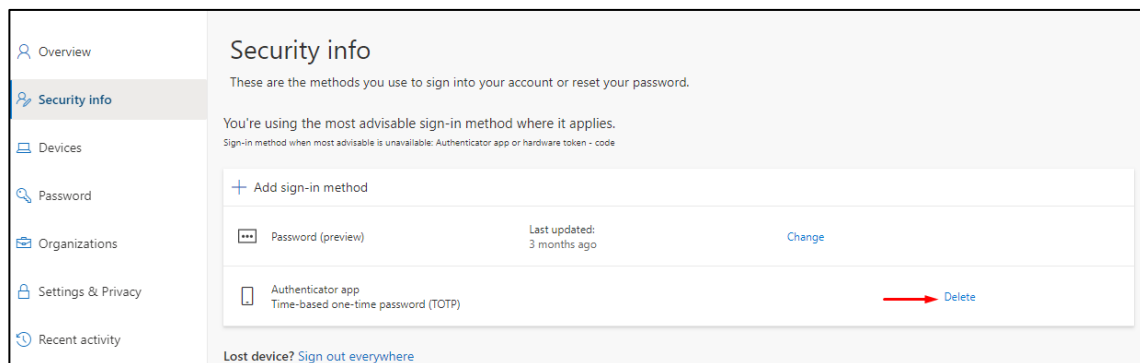 Overview
Security info
Devices
Password
Organizations
Settings & Privacy
Recent activity
Security info
These are the methods you use to sign into your account or reset your password.
You're using the most advisable sign-in method where it applies.
Sign-in method when most advisable is unavailable: Authenticator app or hardware token - code
Add sign-in method
Password (preview)
Last updated:
3 months ago
Change
Authenticator app
Time-based one-time password (TOTP)
Delete
Lost device? Sign out everywhere